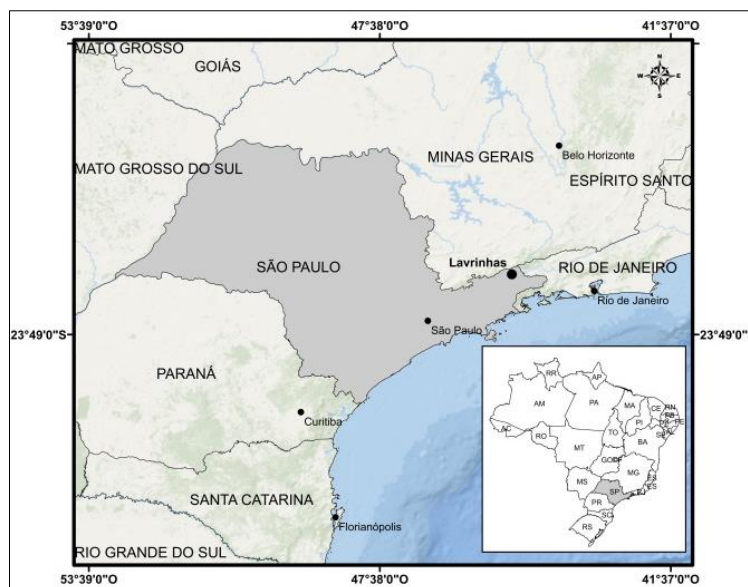 53°39'0"O 47°38'0"O 41°37'0"O
MATO GROSSO
GOIÁS
N
W E
S
Belo Horizonte
MINAS GERAIS
MATO GROSSO DO SUL
ESPÍRITO SANTO
Lavrinhas
SÃO PAULO
RIO DE JANEIRO
Rio de Janeiro
São Paulo
23°49'0"S 23°49'0"S
PARANÁ
Curitiba
SANTA CATARINA
Florianópolis
RIO GRANDE DO SUL
RR
AP
AM
PA
MA
CE
RN
PB
PE
PI
AC
TO
RO
BA
MT
GO
DF
MG
MS
ES
ES
SP
RJ
PR
SC
RS
53°39'0"O 47°38'0"O 41°37'0"O